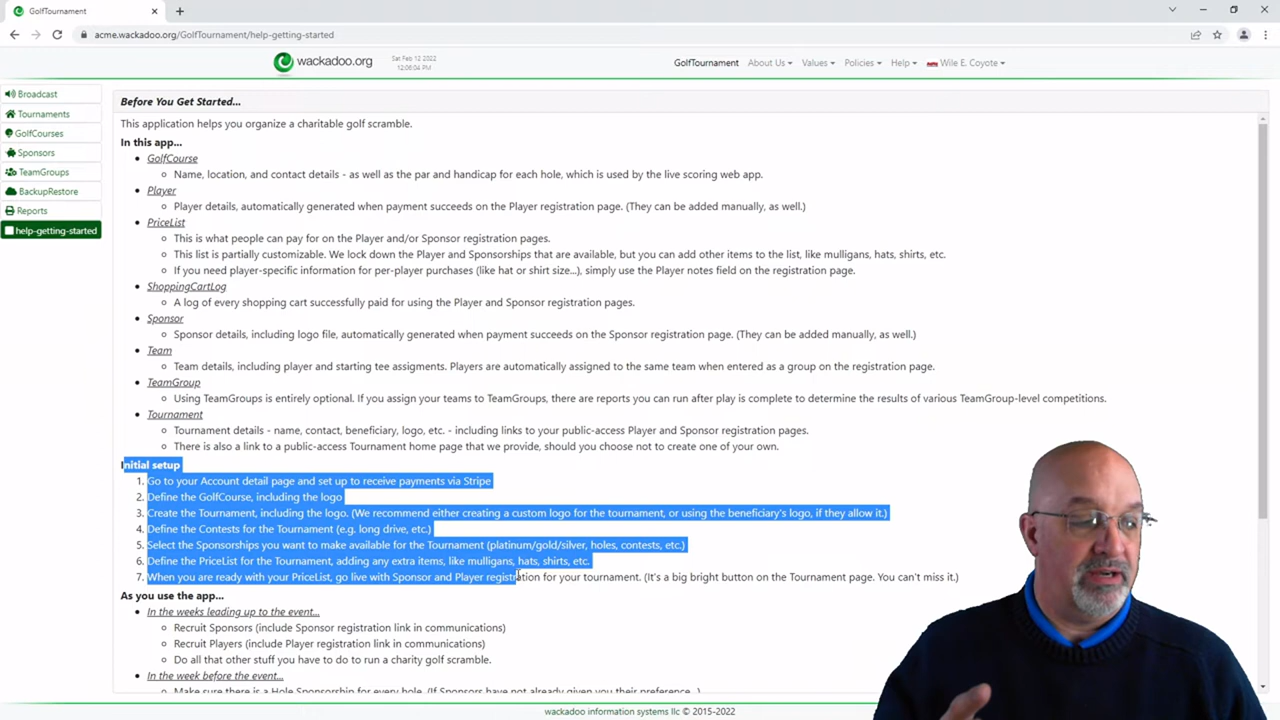 GolfTournament
acme.wackadoo.org/GolfTournament/help-getting-started
wackadoo.org
Sat Feb 12 2022
12:06:04 PM
GolfTournament About Us Values Policies Help Wile E. Coyote
Broadcast
Tournaments
GolfCourses
Sponsors
TeamGroups
BackupRestore
Reports
help-getting-started
Before You Get Started...
This application helps you organize a charitable golf scramble.
In this app...
• GolfCourse
◦ Name, location, and contact details - as well as the par and handicap for each hole, which is used by the live scoring web app.
• Player
◦ Player details, automatically generated when payment succeeds on the Player registration page. (They can be added manually, as well.)
• PriceList
◦ This is what people can pay for on the Player and/or Sponsor registration pages.
◦ This list is partially customizable. We lock down the Player and Sponsorships that are available, but you can add other items to the list, like mulligans, hats, shirts, etc.
◦ If you need player-specific information for per-player purchases (like hat or shirt size...), simply use the Player notes field on the registration page.
• ShoppingCartLog
◦ A log of every shopping cart successfully paid for using the Player and Sponsor registration pages.
• Sponsor
◦ Sponsor details, including logo file, automatically generated when payment succeeds on the Sponsor registration page. (They can be added manually, as well.)
• Team
◦ Team details, including player and starting tee assigments. Players are automatically assigned to the same team when entered as a group on the registration page.
• TeamGroup
◦ Using TeamGroups is entirely optional. If you assign your teams to TeamGroups, there are reports you can run after play is complete to determine the results of various TeamGroup-level competitions.
• Tournament
◦ Tournament details - name, contact, beneficiary, logo, etc. - including links to your public-access Player and Sponsor registration pages.
◦ There is also a link to a public-access Tournament home page that we provide, should you choose not to create one of your own.
Initial setup
1. Go to your Account detail page and set up to receive payments via Stripe
2. Define the GolfCourse, including the logo
3. Create the Tournament, including the logo. (We recommend either creating a custom logo for the tournament, or using the beneficiary's logo, if they allow it.)
4. Define the Contests for the Tournament (e.g. long drive, etc.)
5. Select the Sponsorships you want to make available for the Tournament (platinum/gold/silver, holes, contests, etc.)
6. Define the PriceList for the Tournament, adding any extra items, like mulligans, hats, shirts, etc.
7. When you are ready with your PriceList, go live with Sponsor and Player registration for your tournament. (It's a big bright button on the Tournament page. You can't miss it.)
As you use the app...
• In the weeks leading up to the event...
◦ Recruit Sponsors (include Sponsor registration link in communications)
◦ Recruit Players (include Player registration link in communications)
◦ Do all that other stuff you have to do to run a charity golf scramble.
• In the week before the event...
◦ Make sure there is a Hole Sponsorship for every hole. (If Sponsors have not already given you their preference...)
wackadoo information systems llc © 2015-2022